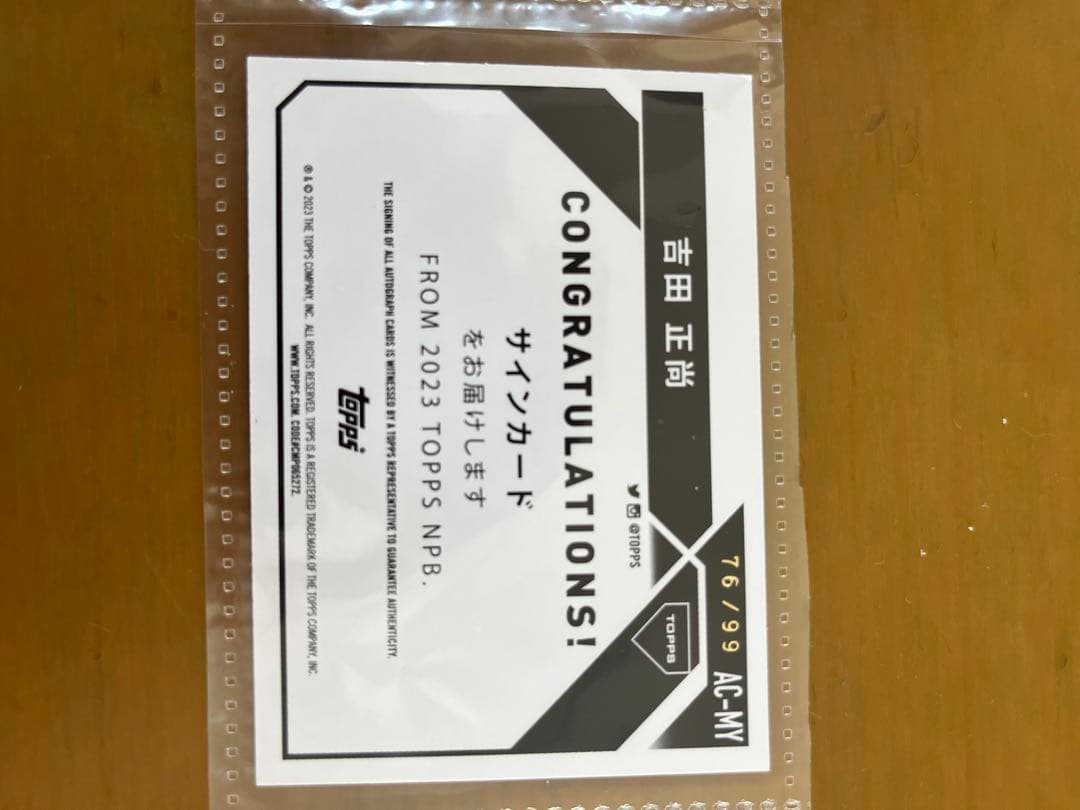 76/99 AC-MY
吉田 正尚
TOPPS
@TOPPS
CONGRATULATIONS!
サインカード
をお届けします
FROM 2023 TOPPS NPB.
THE SIGNING OF ALL AUTOGRAPH CARDS IS WITNESSED BY A TOPPS REPRESENTATIVE TO GUARANTEE AUTHENTICITY.
topps
® & © 2023 THE TOPPS COMPANY, INC. ALL RIGHTS RESERVED. TOPPS IS A REGISTERED TRADEMARK OF THE TOPPS COMPANY, INC.
WWW.TOPPS.COM. CODE#CMP065272.